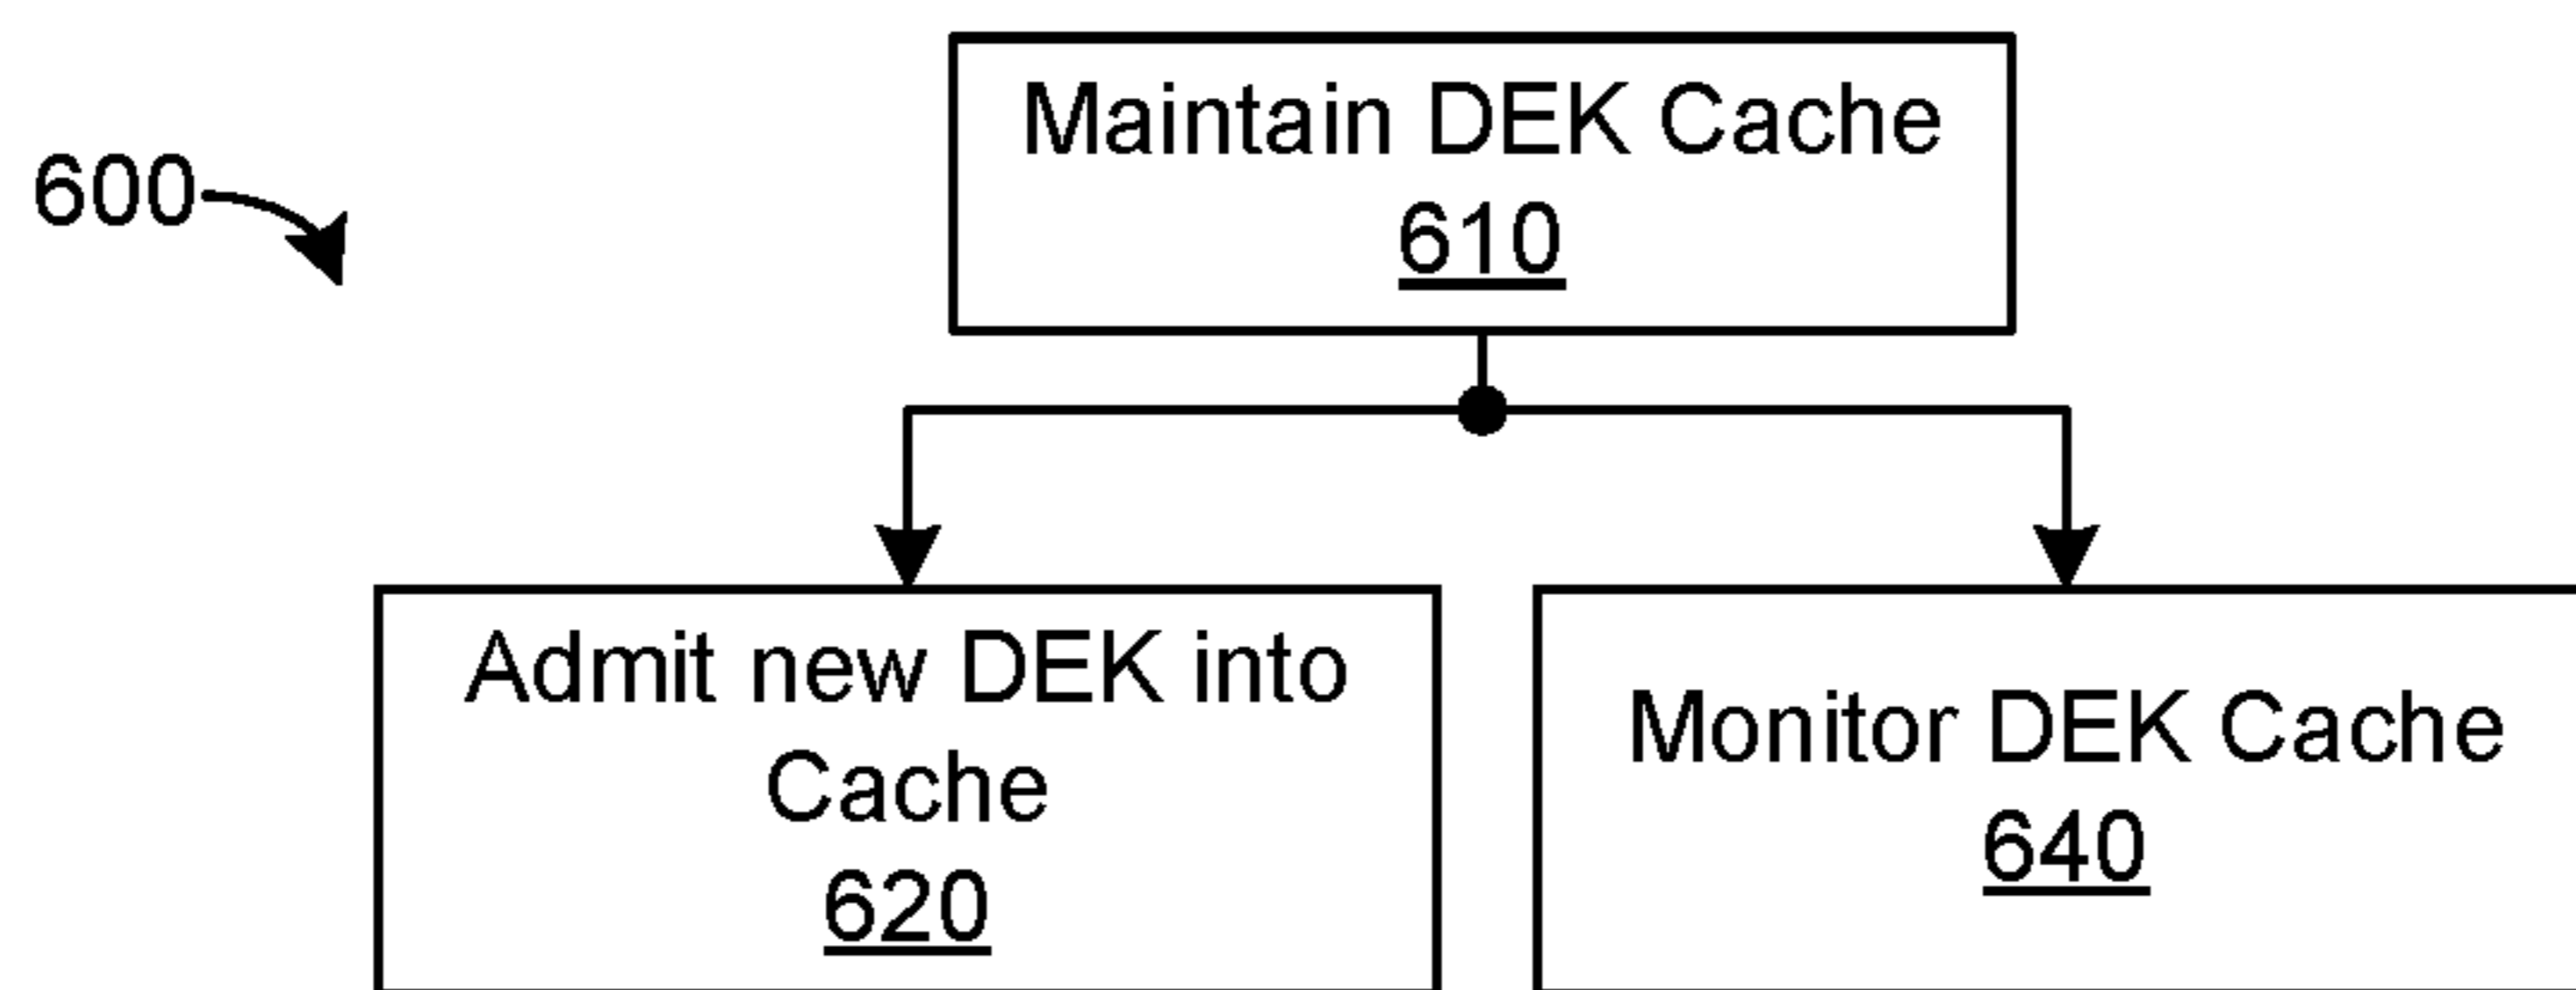 Maintain DEK Cache
610
600
Admit new DEK into
Cache
620
Monitor DEK Cache
640